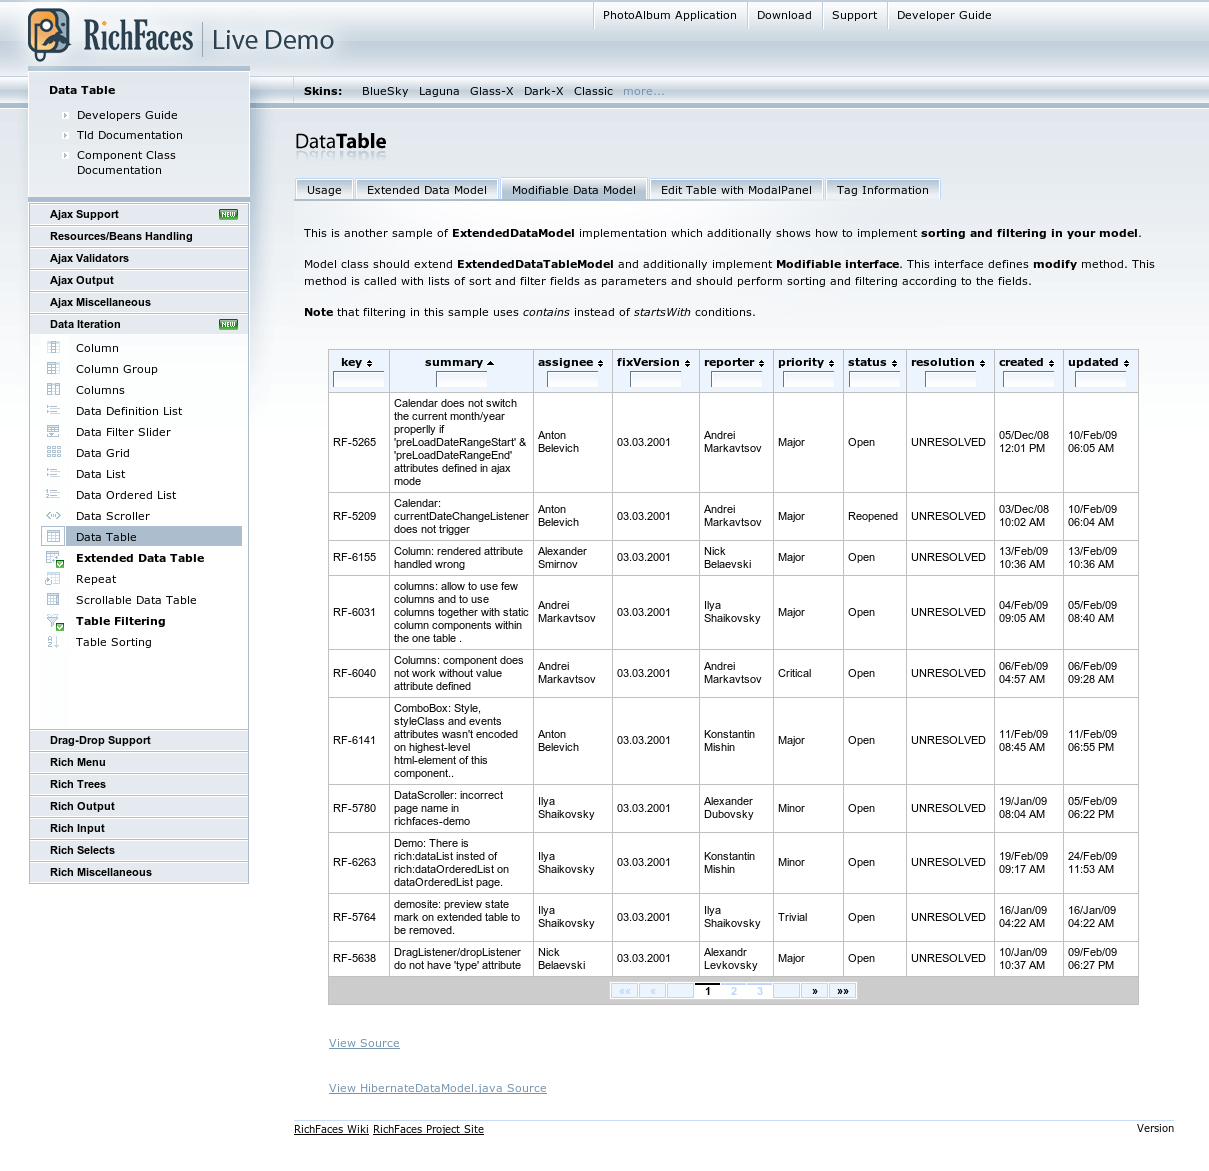 RichFaces Live Demo
PhotoAlbum Application Download Support Developer Guide
Skins: BlueSky Laguna Glass-X Dark-X Classic more...
Data Table
Developers Guide
Tld Documentation
Component Class
Documentation
Ajax Support NEW
Resources/Beans Handling
Ajax Validators
Ajax Output
Ajax Miscellaneous
Data Iteration NEW
Column
Column Group
Columns
Data Definition List
Data Filter Slider
Data Grid
Data List
Data Ordered List
Data Scroller
Data Table
Extended Data Table
Repeat
Scrollable Data Table
Table Filtering
Table Sorting
Drag-Drop Support
Rich Menu
Rich Trees
Rich Output
Rich Input
Rich Selects
Rich Miscellaneous
DataTable
Usage Extended Data Model Modifiable Data Model Edit Table with ModalPanel Tag Information
This is another sample of ExtendedDataModel implementation which additionally shows how to implement sorting and filtering in your model.
Model class should extend ExtendedDataTableModel and additionally implement Modifiable interface. This interface defines modify method. This
method is called with lists of sort and filter fields as parameters and should perform sorting and filtering according to the fields.
Note that filtering in this sample uses contains instead of startsWith conditions.
key summary assignee fixVersion reporter priority status resolution created updated
RF-5265
Calendar does not switch
the current month/year
properlly if
'preLoadDateRangeStart' &
'preLoadDateRangeEnd'
attributes defined in ajax
mode
Anton
Belevich
03.03.2001
Andrei
Markavtsov
Major
Open
UNRESOLVED
05/Dec/08
12:01 PM
10/Feb/09
06:05 AM
RF-5209
Calendar:
currentDateChangeListener
does not trigger
Anton
Belevich
03.03.2001
Andrei
Markavtsov
Major
Reopened
UNRESOLVED
03/Dec/08
10:02 AM
10/Feb/09
06:04 AM
RF-6155
Column: rendered attribute
handled wrong
Alexander
Smirnov
03.03.2001
Nick
Belaevski
Major
Open
UNRESOLVED
13/Feb/09
10:36 AM
13/Feb/09
10:36 AM
RF-6031
columns: allow to use few
columns and to use
columns together with static
column components within
the one table .
Andrei
Markavtsov
03.03.2001
Ilya
Shaikovsky
Major
Open
UNRESOLVED
04/Feb/09
09:05 AM
05/Feb/09
08:40 AM
RF-6040
Columns: component does
not work without value
attribute defined
Andrei
Markavtsov
03.03.2001
Andrei
Markavtsov
Critical
Open
UNRESOLVED
06/Feb/09
04:57 AM
06/Feb/09
09:28 AM
RF-6141
ComboBox: Style,
styleClass and events
attributes wasn't encoded
on highest-level
html-element of this
component..
Anton
Belevich
03.03.2001
Konstantin
Mishin
Major
Open
UNRESOLVED
11/Feb/09
08:45 AM
11/Feb/09
06:55 PM
RF-5780
DataScroller: incorrect
page name in
richfaces-demo
Ilya
Shaikovsky
03.03.2001
Alexander
Dubovsky
Minor
Open
UNRESOLVED
19/Jan/09
08:04 AM
05/Feb/09
06:22 PM
RF-6263
Demo: There is
rich:dataList insted of
rich:dataOrderedList on
dataOrderedList page.
Ilya
Shaikovsky
03.03.2001
Konstantin
Mishin
Minor
Open
UNRESOLVED
19/Feb/09
09:17 AM
24/Feb/09
11:53 AM
RF-5764
demosite: preview state
mark on extended table to
be removed.
Ilya
Shaikovsky
03.03.2001
Ilya
Shaikovsky
Trivial
Open
UNRESOLVED
16/Jan/09
04:22 AM
16/Jan/09
04:22 AM
RF-5638
DragListener/dropListener
do not have 'type' attribute
Nick
Belaevski
03.03.2001
Alexandr
Levkovsky
Major
Open
UNRESOLVED
10/Jan/09
10:37 AM
09/Feb/09
06:27 PM
«« « 1 2 3 » »»
View Source
View HibernateDataModel.java Source
RichFaces Wiki RichFaces Project Site Version